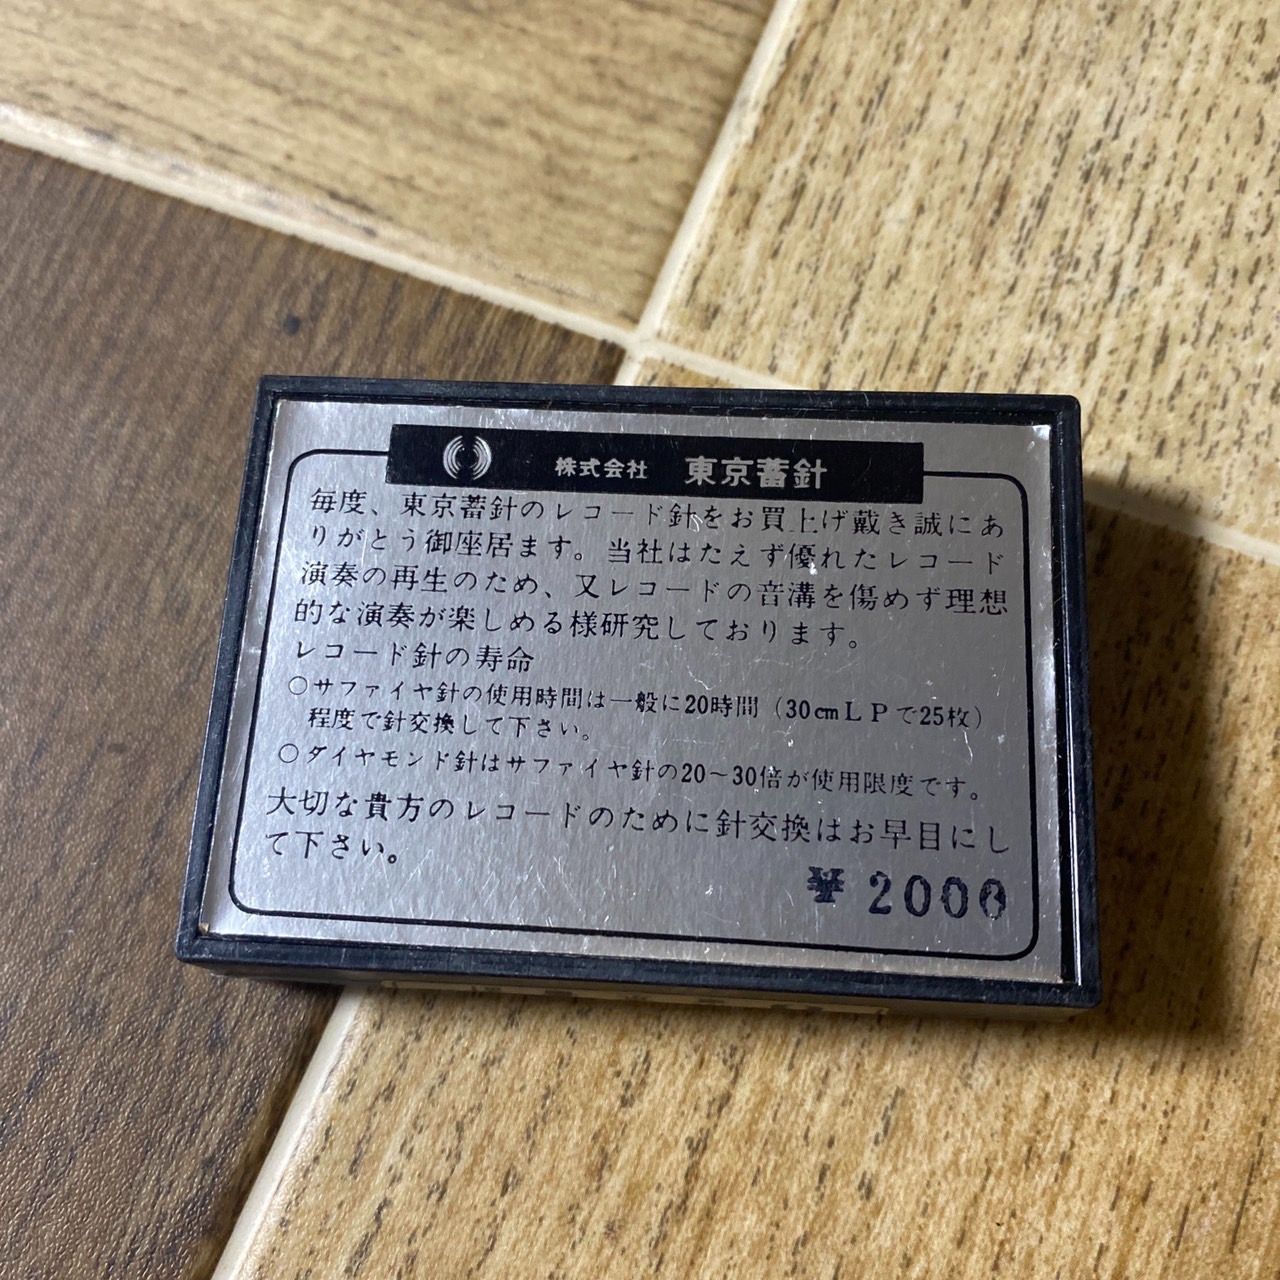 株式会社 東京蓄針
毎度、東京蓄針のレコード針をお買上げ戴き誠にあ
りがとう御座居ます。当社はたえず優れたレコード
演奏の再生のため、又レコードの音溝を傷めず理想
的な演奏が楽しめる様研究しております。
レコード針の寿命
○サファイヤ針の使用時間は一般に20時間（30cmＬＰで25枚）
程度で針交換して下さい。
○ダイヤモンド針はサファイヤ針の20～30倍が使用限度です。
大切な貴方のレコードのために針交換はお早目にし
て下さい。
¥2000